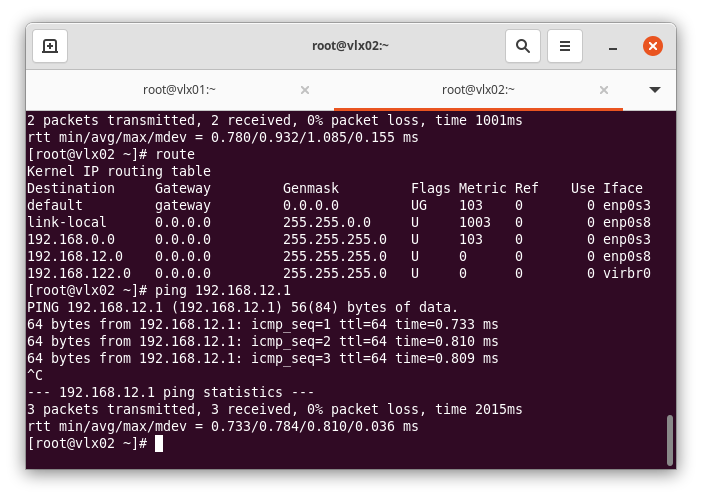 root@vlx02:~
root@vlx01:~
root@vlx02:~
2 packets transmitted, 2 received, 0% packet loss, time 1001ms
rtt min/avg/max/mdev = 0.780/0.932/1.085/0.155 ms
[root@vlx02 ~]# route
Kernel IP routing table
Destination     Gateway         Genmask         Flags Metric Ref    Use Iface
default         gateway         0.0.0.0         UG    103    0        0 enp0s3
link-local      0.0.0.0         255.255.0.0     U     1003   0        0 enp0s8
192.168.0.0     0.0.0.0         255.255.255.0   U     103    0        0 enp0s3
192.168.12.0    0.0.0.0         255.255.255.0   U     0      0        0 enp0s8
192.168.122.0   0.0.0.0         255.255.255.0   U     0      0        0 virbr0
[root@vlx02 ~]# ping 192.168.12.1
PING 192.168.12.1 (192.168.12.1) 56(84) bytes of data.
64 bytes from 192.168.12.1: icmp_seq=1 ttl=64 time=0.733 ms
64 bytes from 192.168.12.1: icmp_seq=2 ttl=64 time=0.810 ms
64 bytes from 192.168.12.1: icmp_seq=3 ttl=64 time=0.809 ms
^C
--- 192.168.12.1 ping statistics ---
3 packets transmitted, 3 received, 0% packet loss, time 2015ms
rtt min/avg/max/mdev = 0.733/0.784/0.810/0.036 ms
[root@vlx02 ~]#